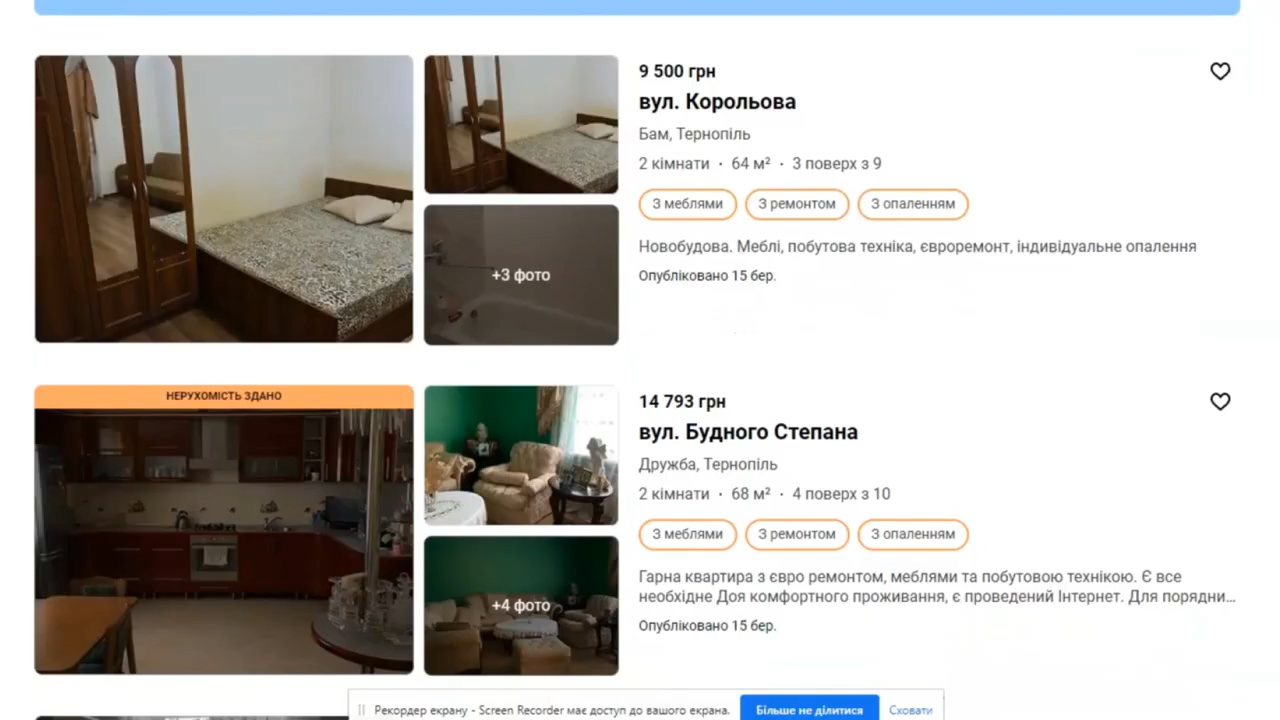 9 500 грн
вул. Корольова
Бам, Тернопіль
2 кімнати · 64 м² · 3 поверх з 9
З меблями
З ремонтом
З опаленням
Новобудова. Меблі, побутова техніка, євроремонт, індивідуальне опалення
Опубліковано 15 бер.
+3 фото
НЕРУХОМІСТЬ ЗДАНО
14 793 грн
вул. Будного Степана
Дружба, Тернопіль
2 кімнати · 68 м² · 4 поверх з 10
З меблями
З ремонтом
З опаленням
Гарна квартира з євро ремонтом, меблями та побутовою технікою. Є все
необхідне Доя комфортного проживання, є проведений Інтернет. Для порядни...
Опубліковано 15 бер.
+4 фото
Рекордер екрану - Screen Recorder має доступ до вашого екрана.
Більше не ділитися
Сховати